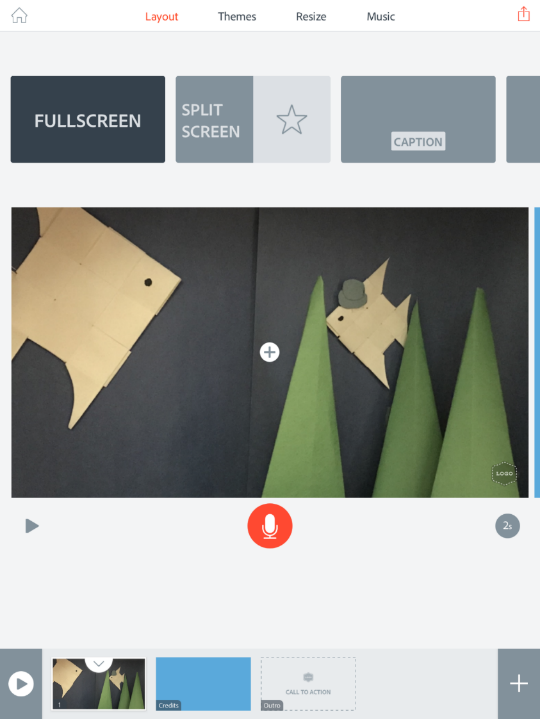 Layout
Themes
Resize
Music
FULLSCREEN
SPLIT
SCREEN
CAPTION
LOGO
2s
1
Credits
Outro
CALL TO ACTION